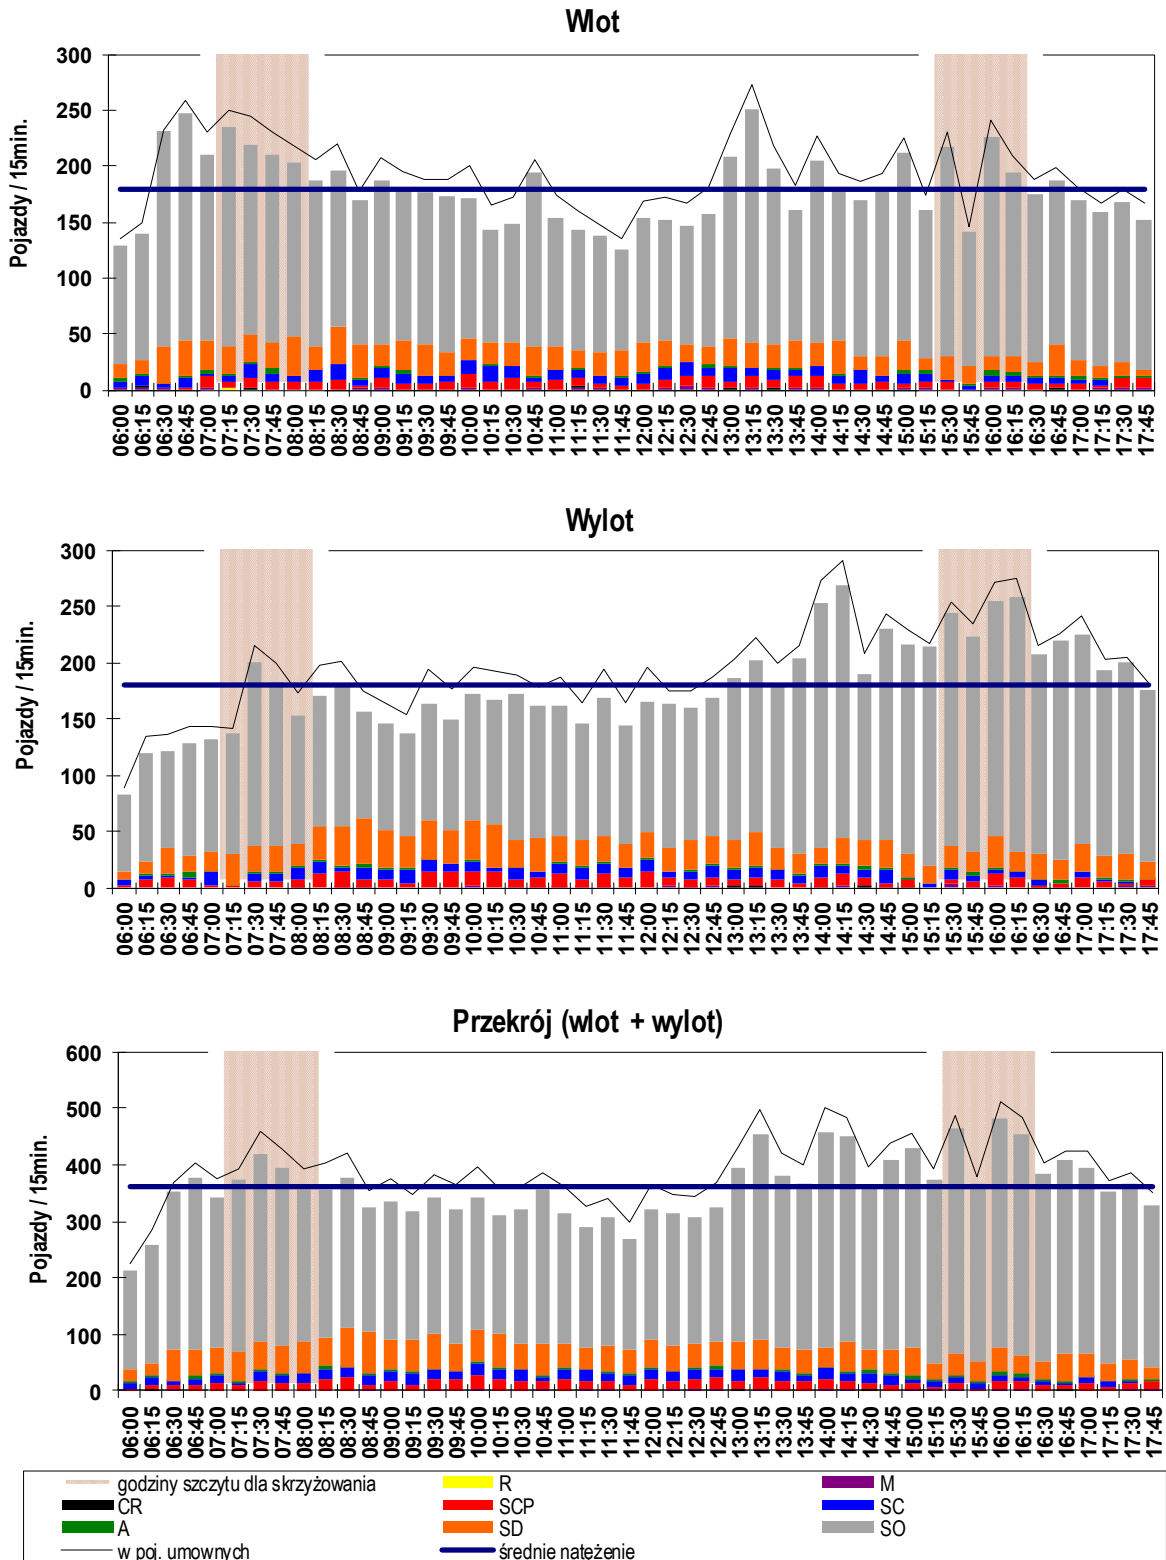 Wlot
Pojazdy / 15min.
300
250
200
150
100
50
0
06:00 06:15 06:30 06:45 07:00 07:15 07:30 07:45 08:00 08:15 08:30 08:45 09:00 09:15 09:30 09:45 10:00 10:15 10:30 10:45 11:00 11:15 11:30 11:45 12:00 12:15 12:30 12:45 13:00 13:15 13:30 13:45 14:00 14:15 14:30 14:45 15:00 15:15 15:30 15:45 16:00 16:15 16:30 16:45 17:00 17:15 17:30 17:45
Wylot
Pojazdy / 15min.
300
250
200
150
100
50
0
06:00 06:15 06:30 06:45 07:00 07:15 07:30 07:45 08:00 08:15 08:30 08:45 09:00 09:15 09:30 09:45 10:00 10:15 10:30 10:45 11:00 11:15 11:30 11:45 12:00 12:15 12:30 12:45 13:00 13:15 13:30 13:45 14:00 14:15 14:30 14:45 15:00 15:15 15:30 15:45 16:00 16:15 16:30 16:45 17:00 17:15 17:30 17:45
Przekrój (wlot + wylot)
Pojazdy / 15min.
600
500
400
300
200
100
0
06:00 06:15 06:30 06:45 07:00 07:15 07:30 07:45 08:00 08:15 08:30 08:45 09:00 09:15 09:30 09:45 10:00 10:15 10:30 10:45 11:00 11:15 11:30 11:45 12:00 12:15 12:30 12:45 13:00 13:15 13:30 13:45 14:00 14:15 14:30 14:45 15:00 15:15 15:30 15:45 16:00 16:15 16:30 16:45 17:00 17:15 17:30 17:45
godziny szczytu dla skrzyżowania R M
CR SCP SC
A SD SO
w poj. umownych średnie natężenie